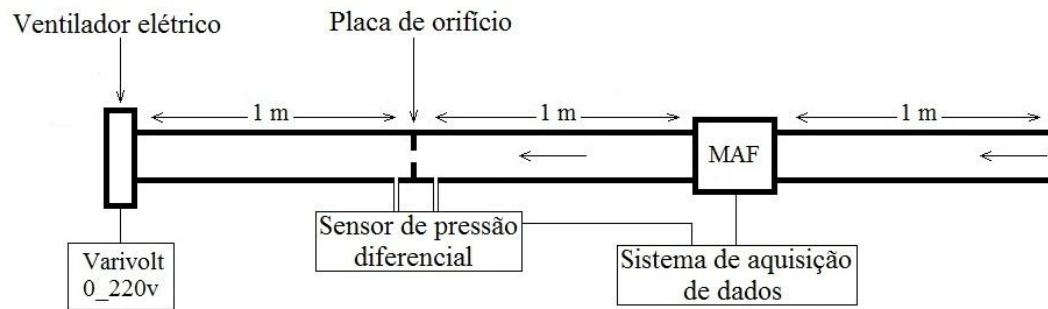 Ventilador elétrico
Placa de orifício
1 m
1 m
1 m
MAF
Sensor de pressão
diferencial
Varivolt
0_220v
Sistema de aquisição
de dados